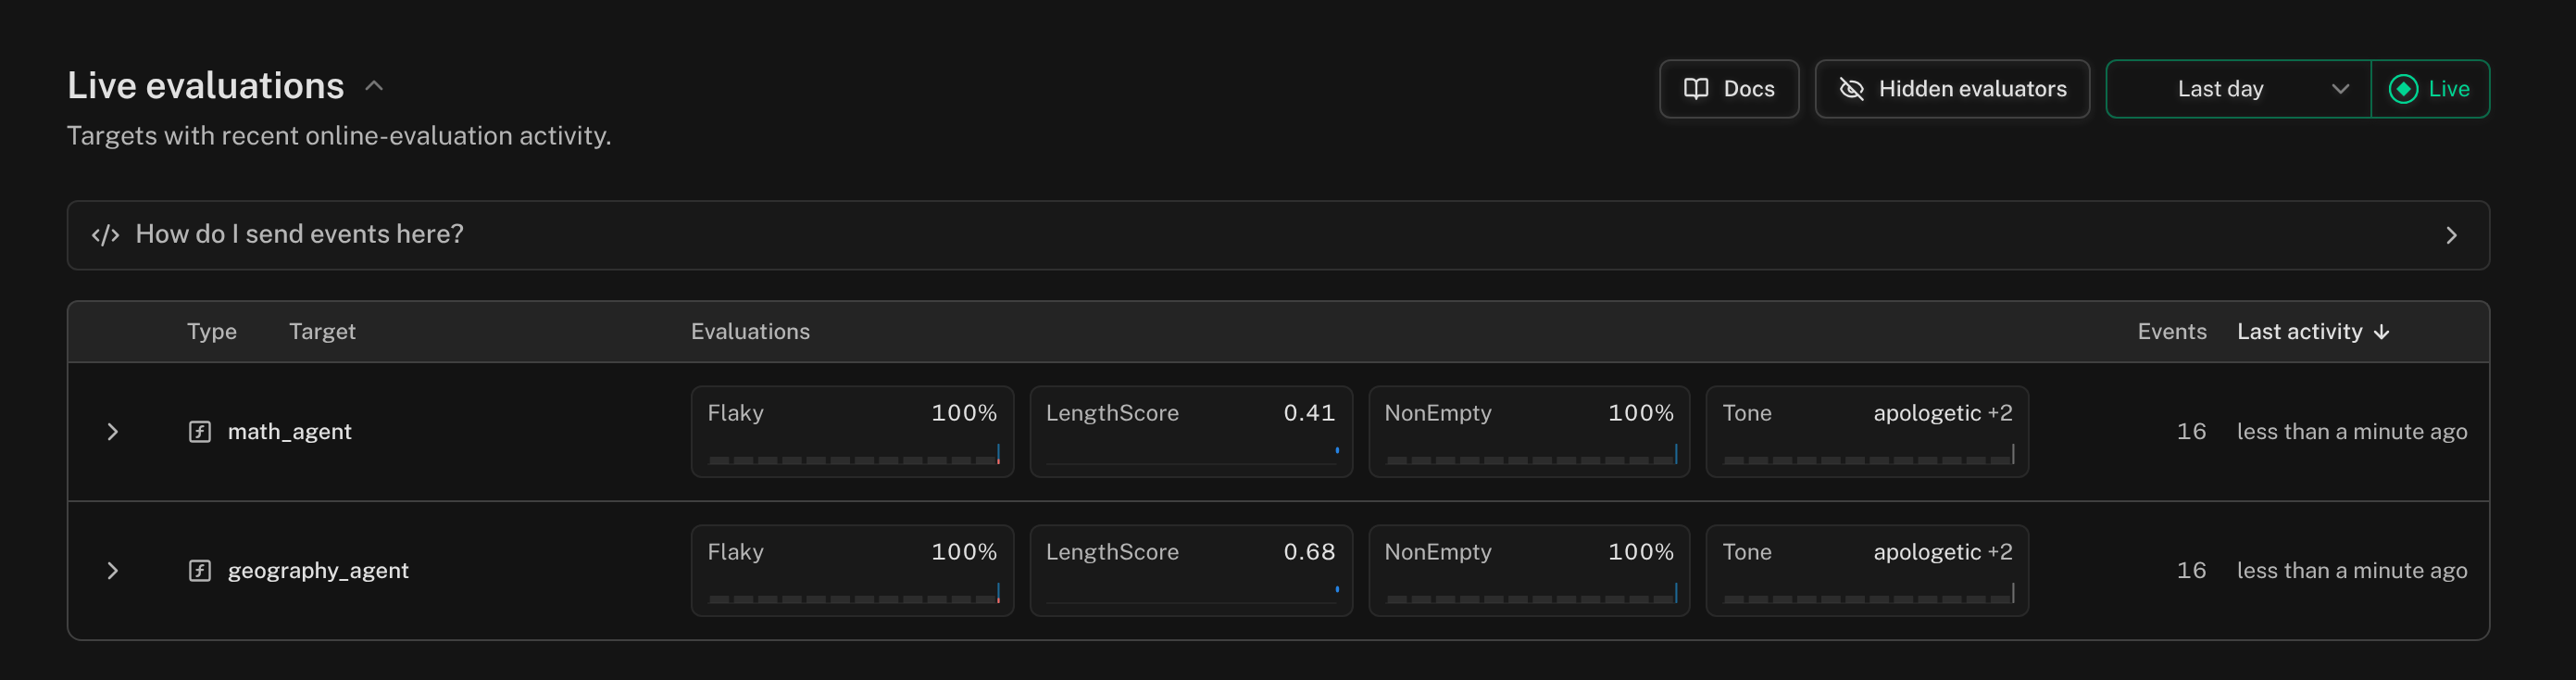 Live evaluations
Targets with recent online-evaluation activity.
Docs
Hidden evaluators
Last day
Live
How do I send events here?
Type Target Evaluations Events Last activity
math_agent
Flaky 100%
LengthScore 0.41
NonEmpty 100%
Tone apologetic +2
16 less than a minute ago
geography_agent
Flaky 100%
LengthScore 0.68
NonEmpty 100%
Tone apologetic +2
16 less than a minute ago